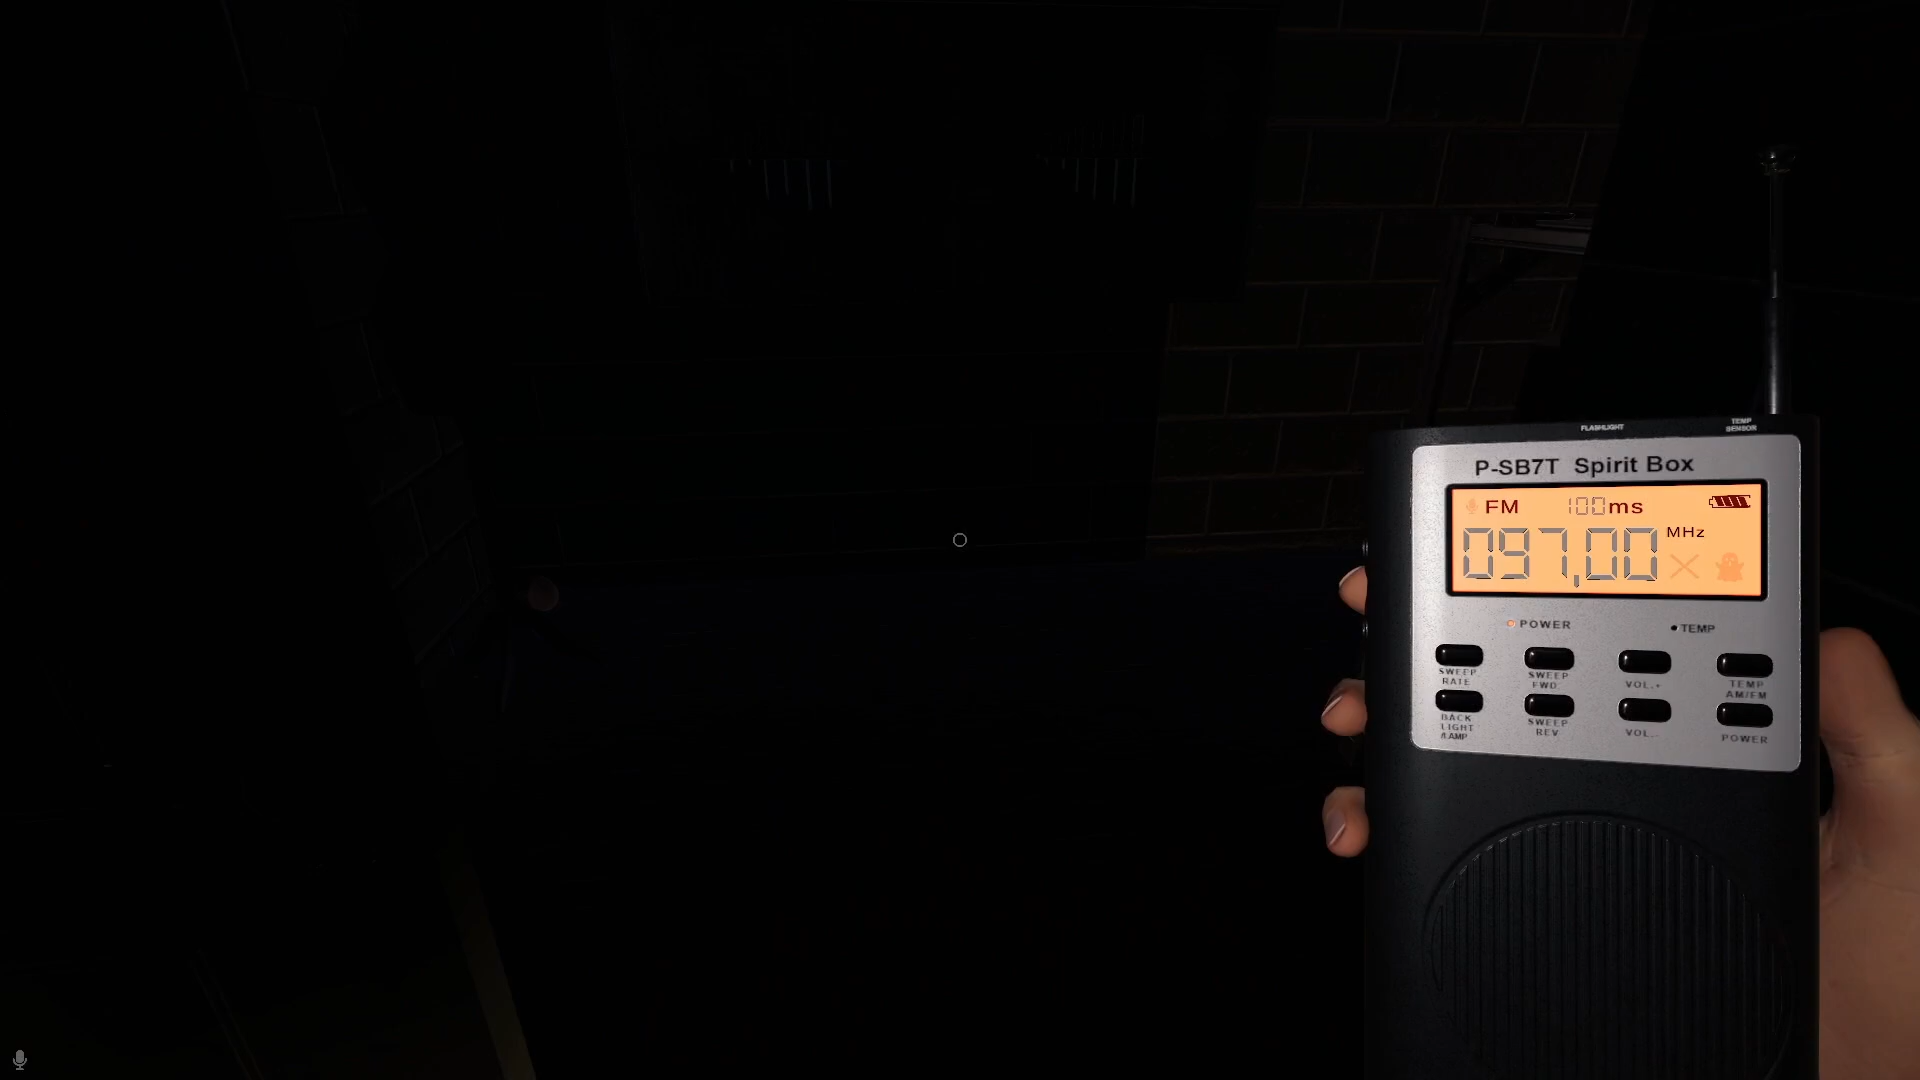 FLASHLIGHT
TEMP
SENSOR
P-SB7T Spirit Box
FM 100ms
097,00 MHz
POWER
TEMP
SWEEP
RATE
SWEEP
FWD
VOL.+
TEMP
AM/FM
BACK
LIGHT
/LAMP
SWEEP
REV
VOL.-
POWER